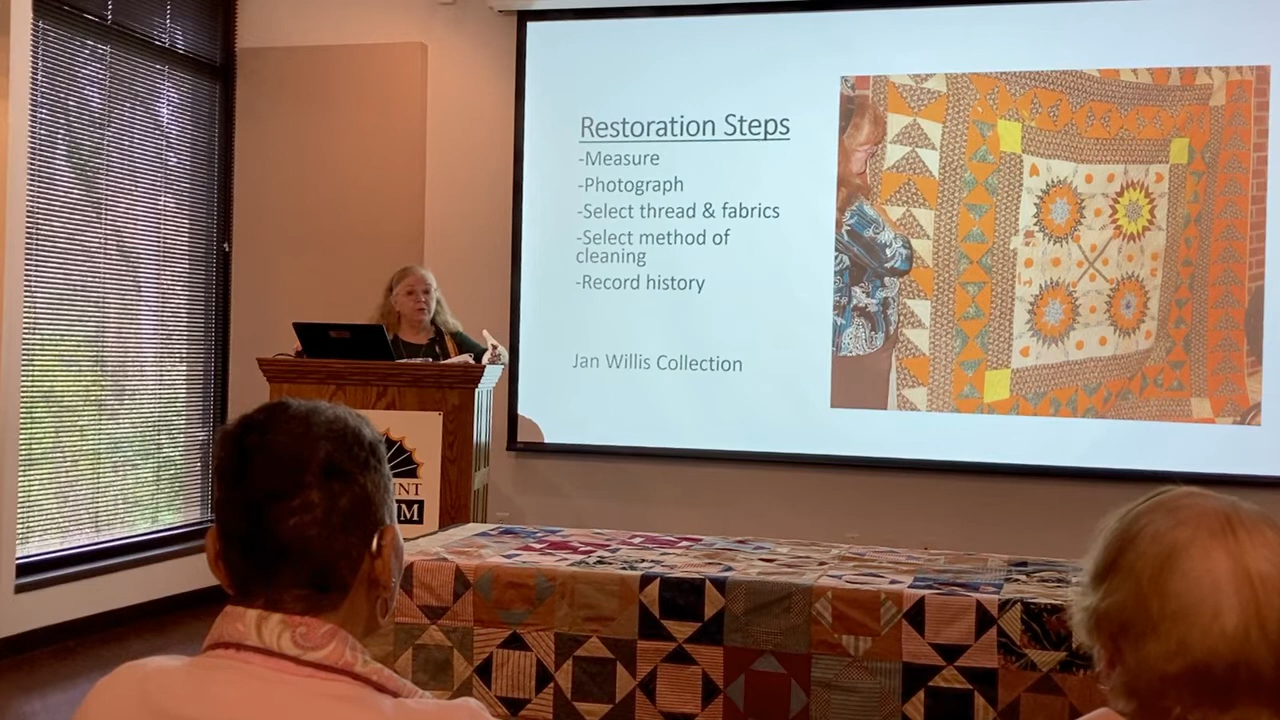 Restoration Steps
-Measure
-Photograph
-Select thread & fabrics
-Select method of
cleaning
-Record history
Jan Willis Collection